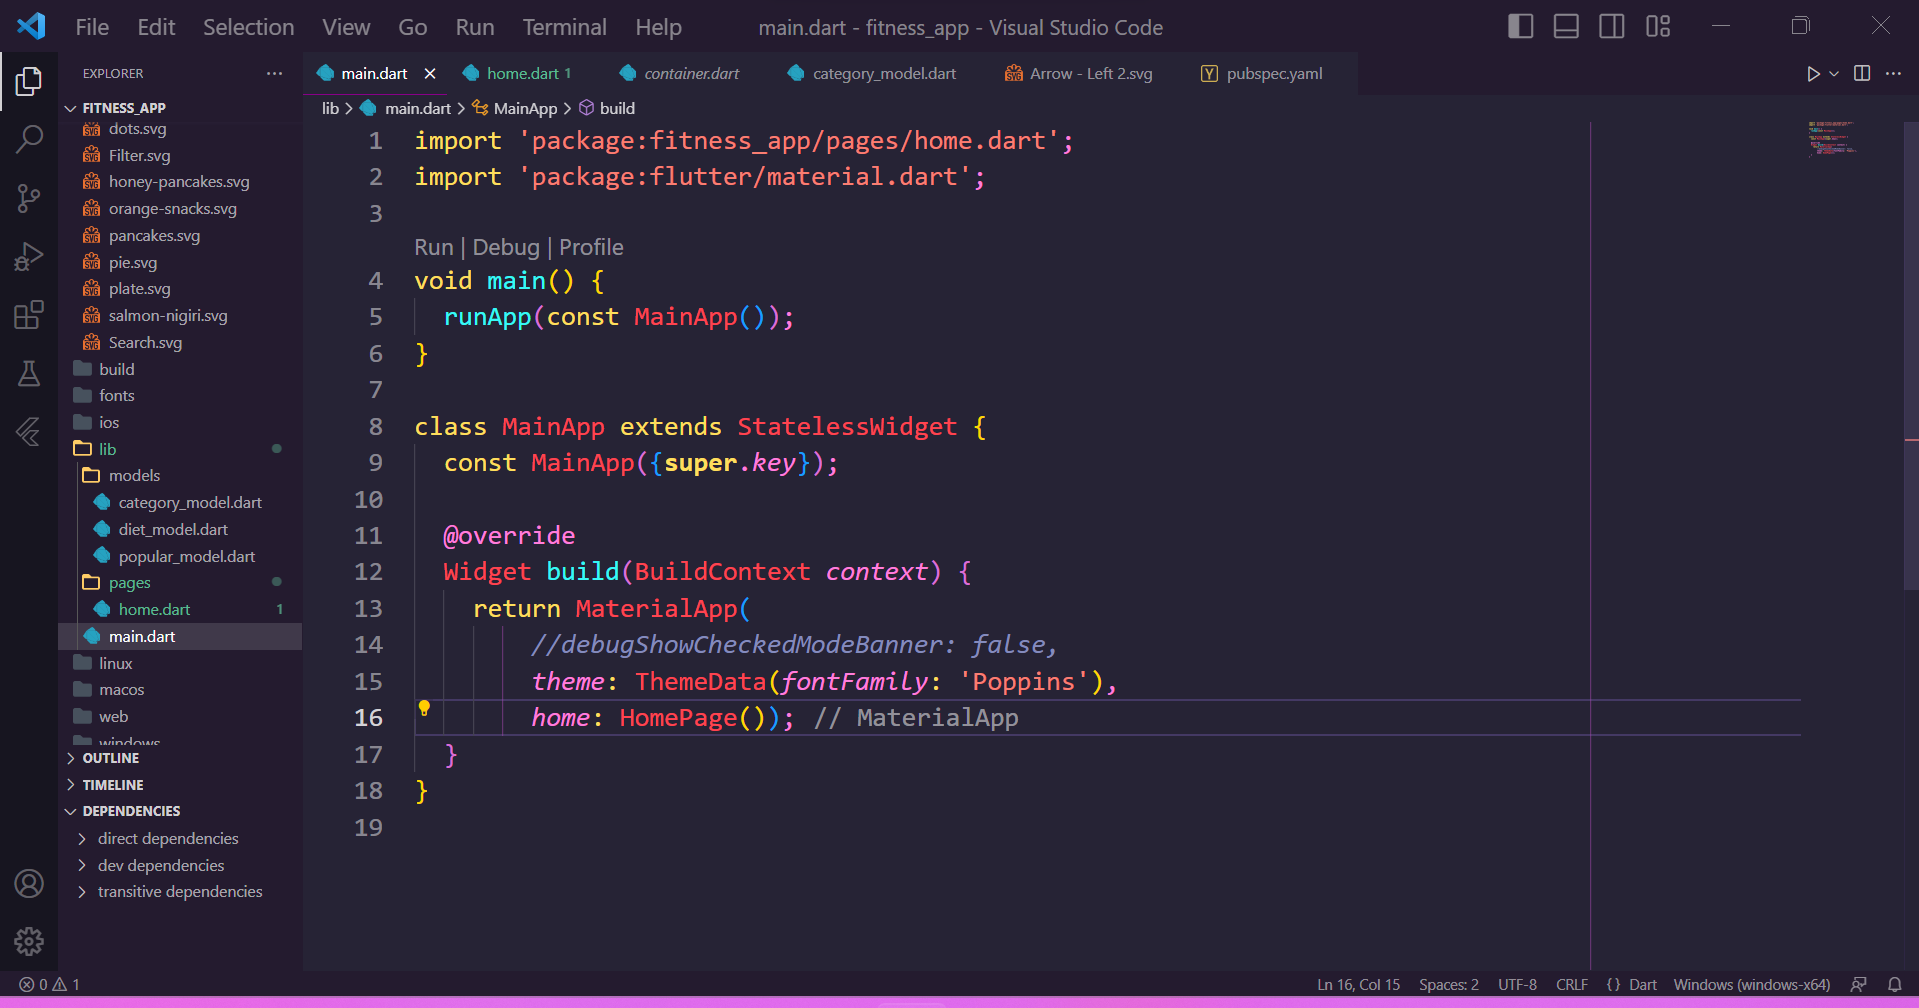 File Edit Selection View Go Run Terminal Help main.dart - fitness_app - Visual Studio Code
EXPLORER
FITNESS_APP
dots.svg
Filter.svg
honey-pancakes.svg
orange-snacks.svg
pancakes.svg
pie.svg
plate.svg
salmon-nigiri.svg
Search.svg
build
fonts
ios
lib
models
category_model.dart
diet_model.dart
popular_model.dart
pages
home.dart 1
main.dart
linux
macos
web
windows
OUTLINE
TIMELINE
DEPENDENCIES
direct dependencies
dev dependencies
transitive dependencies
main.dart home.dart 1 container.dart category_model.dart Arrow - Left 2.svg pubspec.yaml
lib > main.dart > MainApp > build
1 import 'package:fitness_app/pages/home.dart';
2 import 'package:flutter/material.dart';
3
Run | Debug | Profile
4 void main() {
5 runApp(const MainApp());
6 }
7
8 class MainApp extends StatelessWidget {
9 const MainApp({super.key});
10
11 @override
12 Widget build(BuildContext context) {
13 return MaterialApp(
14 //debugShowCheckedModeBanner: false,
15 theme: ThemeData(fontFamily: 'Poppins'),
16 home: HomePage()); // MaterialApp
17 }
18 }
19
0 1 Ln 16, Col 15 Spaces: 2 UTF-8 CRLF {} Dart Windows (windows-x64)